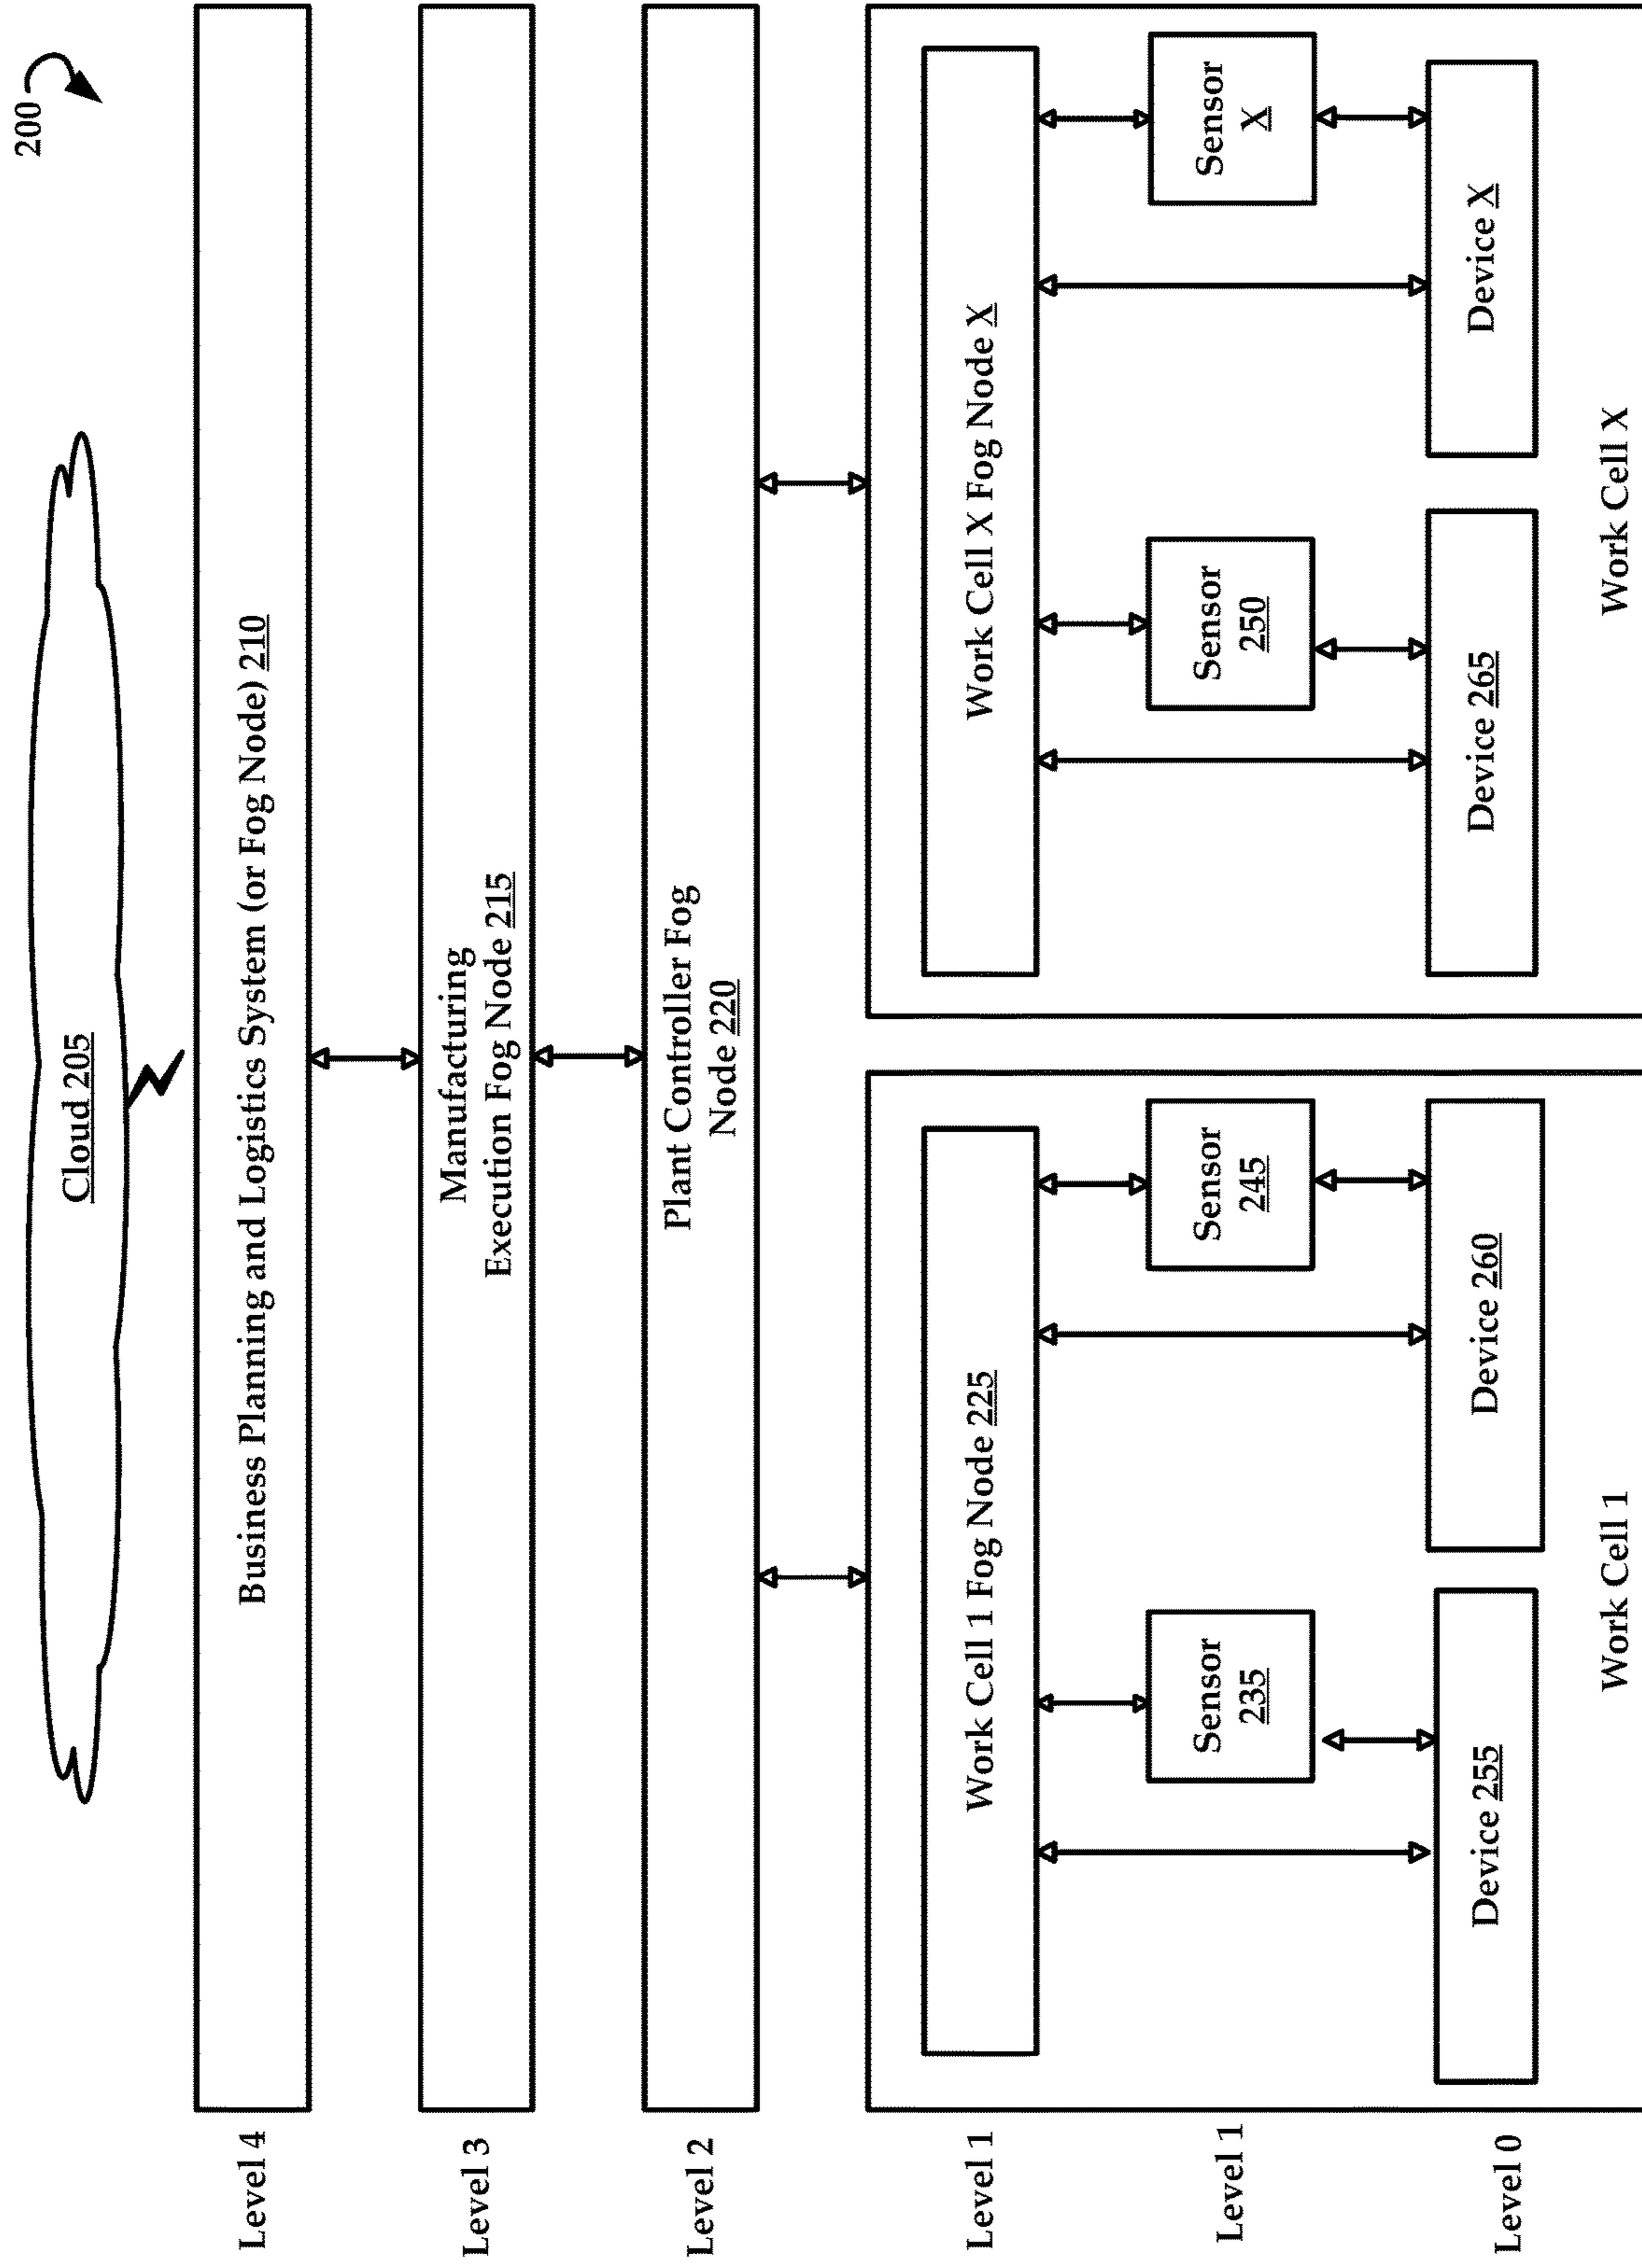 200
Cloud 205
Level 4
Business Planning and Logistics System (or Fog Node) 210
Level 3
Manufacturing
Execution Fog Node 215
Level 2
Plant Controller Fog
Node 220
Level 1
Work Cell 1 Fog Node 225
Work Cell X Fog Node X
Level 1
Sensor
235
Sensor
245
Sensor
250
Sensor
X
Level 0
Device 255
Device 260
Device 265
Device X
Work Cell 1
Work Cell X